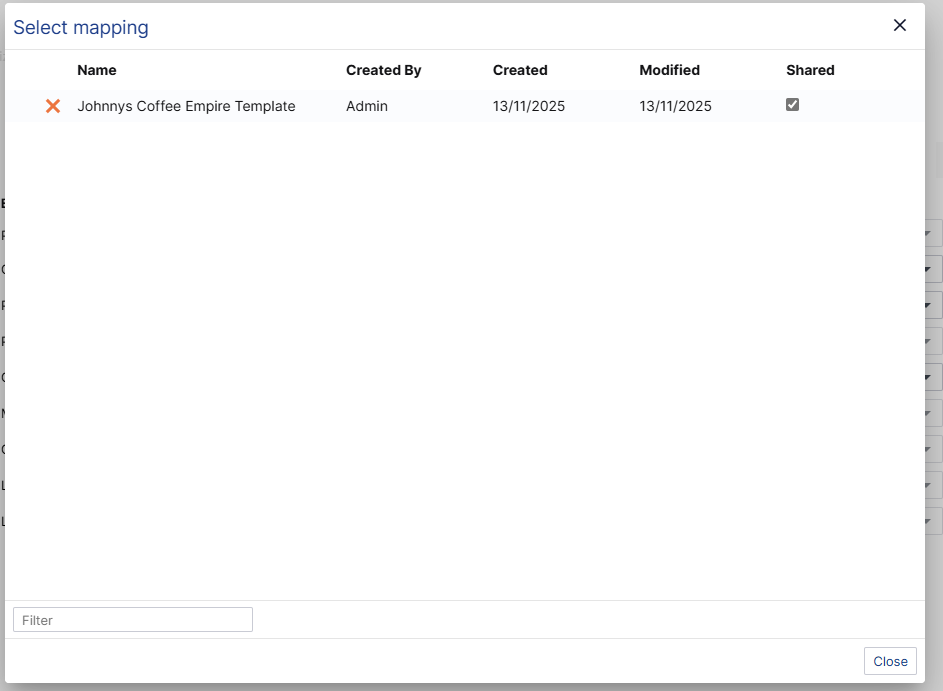 Select mapping
Name Created By Created Modified Shared
Johnnys Coffee Empire Template Admin 13/11/2025 13/11/2025
Filter
Close